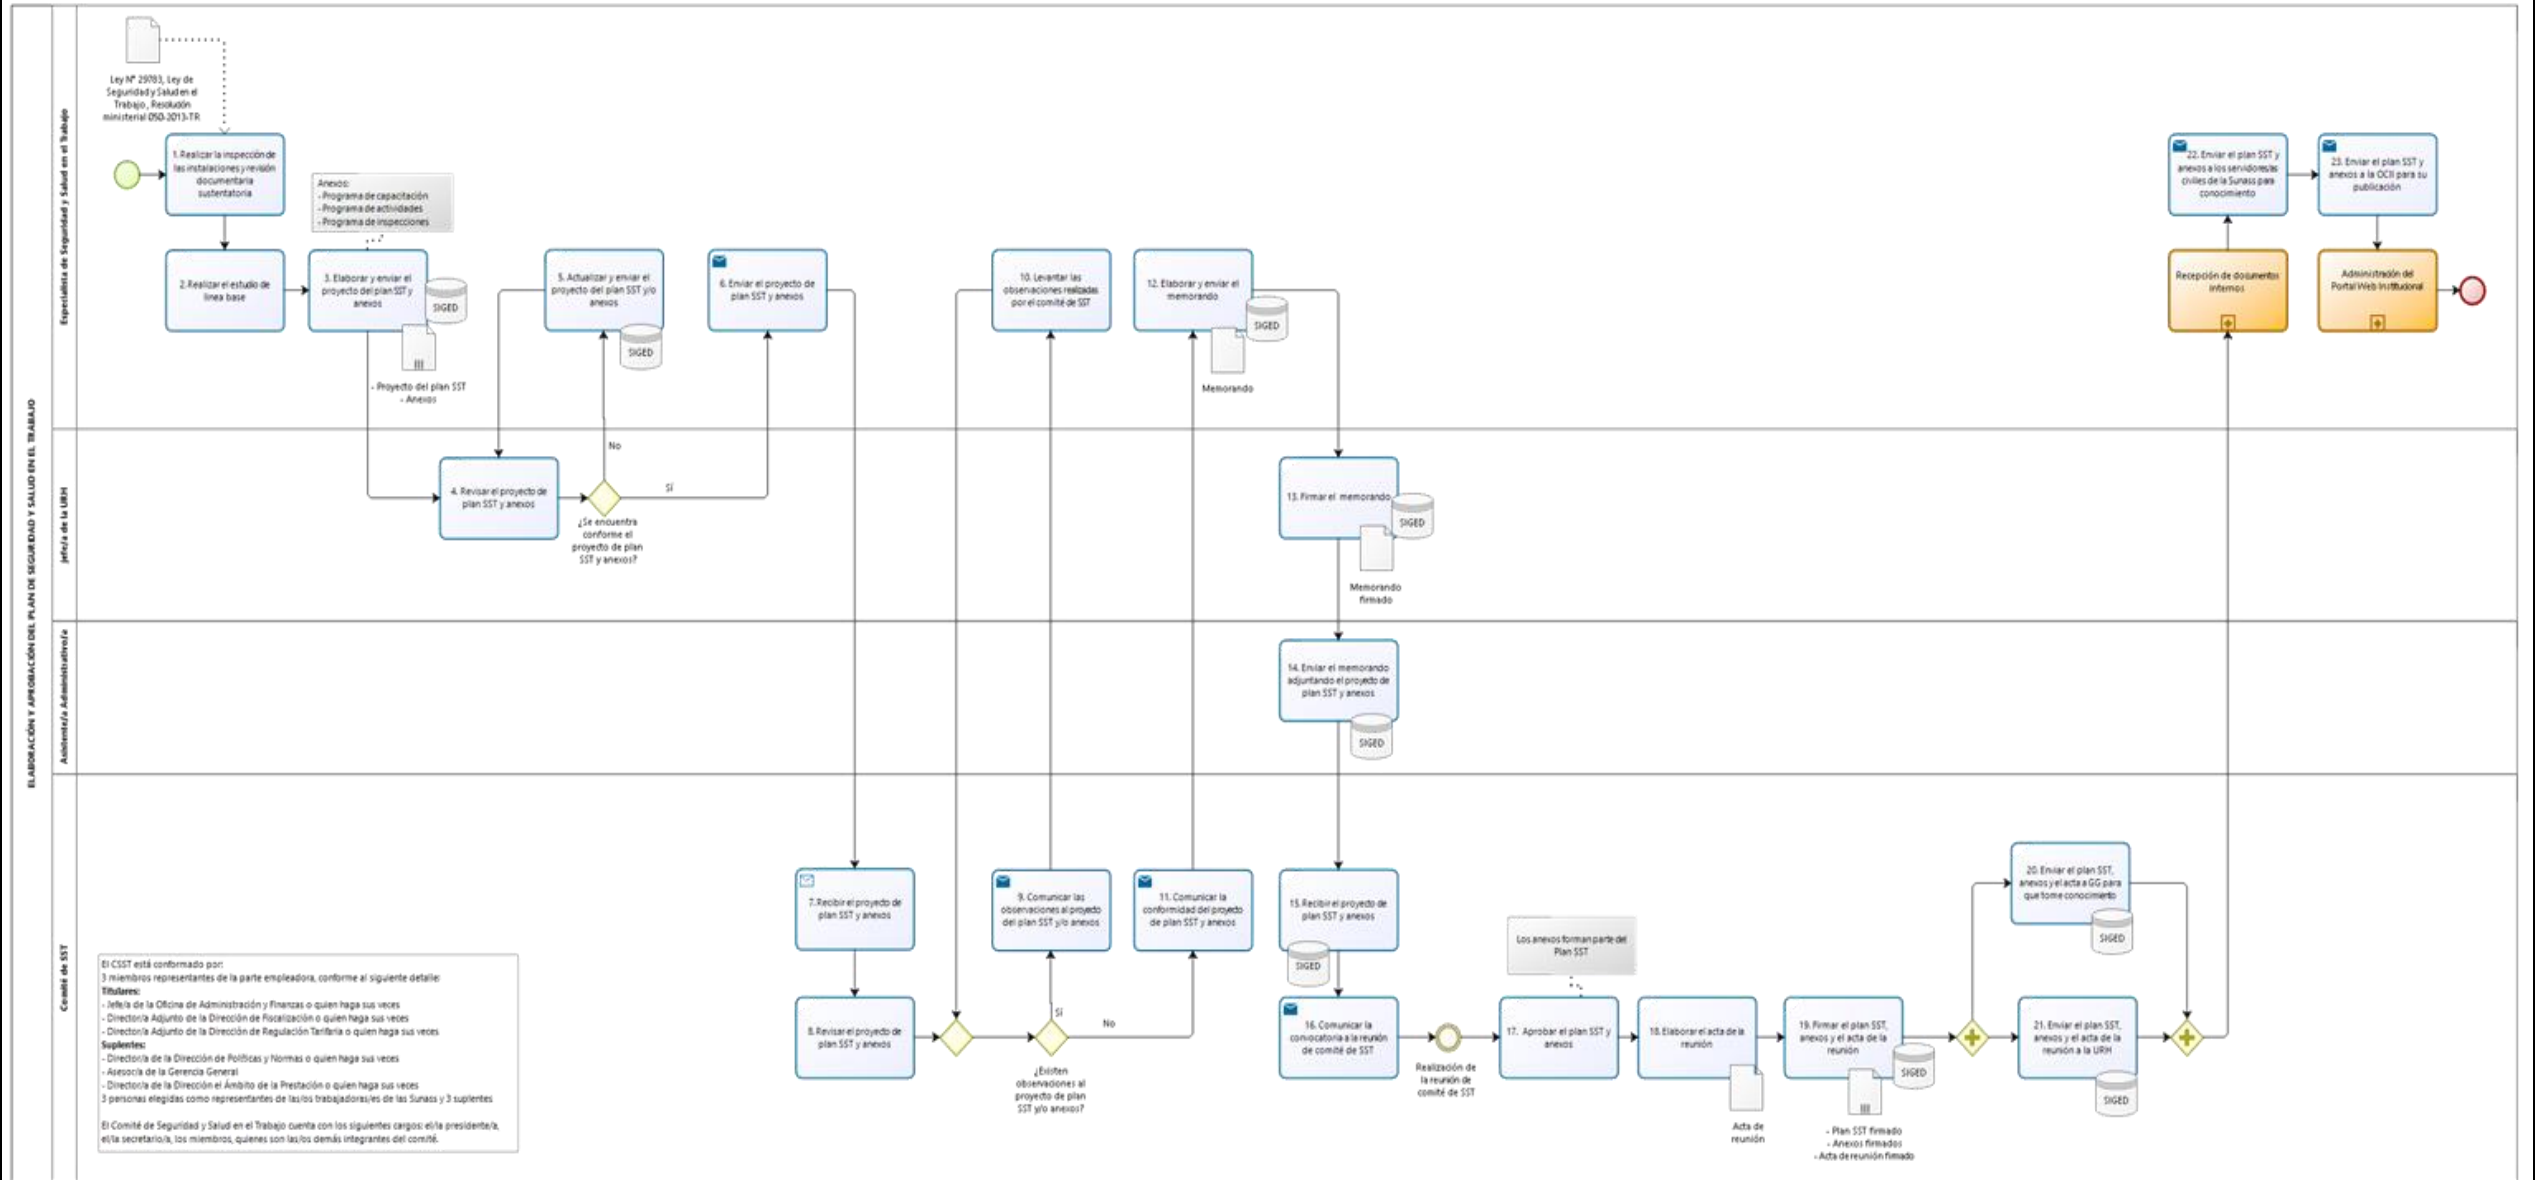 ELABORACIÓN Y APROBACIÓN DEL PLAN DE SEGURIDAD Y SALUD EN EL TRABAJO
Especialista de Seguridad y Salud en el Trabajo
Ley N° 29783, Ley de
Seguridad y Salud en el
Trabajo, Resolución
ministerial 050-2013-TR
1. Realizar la inspección de
las instalaciones y revisión
documentaria
sustentatoria
2. Realizar el estudio de
línea base
Anexos:
- Programa de capacitación
- Programa de actividades
- Programa de inspecciones
3. Elaborar y enviar el
proyecto del plan SST y
anexos
SIGED
- Proyecto del plan SST
- Anexos
5. Actualizar y enviar el
proyecto del plan SST y/o
anexos
SIGED
6. Enviar el proyecto de
plan SST y anexos
10. Levantar las
observaciones realizadas
por el comité de SST
12. Elaborar y enviar el
memorando
SIGED
Memorando
22. Enviar el plan SST y
anexos a los servidores/as
civiles de la Sunass para
conocimiento
23. Enviar el plan SST y
anexos a la OCII para su
publicación
Recepción de documentos
internos
Administración del
Portal Web Institucional
Jefe/a de la URH
4. Revisar el proyecto de
plan SST y anexos
No
Sí
¿Se encuentra
conforme el
proyecto de plan
SST y anexos?
13. Firmar el memorando
SIGED
Memorando
firmado
Asistente/a Administrativo/a
14. Enviar el memorando
adjuntando el proyecto de
plan SST y anexos
SIGED
Comité de SST
El CSST está conformado por:
3 miembros representantes de la parte empleadora, conforme al siguiente detalle:
Titulares:
- Jefe/a de la Oficina de Administración y Finanzas o quien haga sus veces
- Director/a Adjunto de la Dirección de Fiscalización o quien haga sus veces
- Director/a Adjunto de la Dirección de Regulación Tarifaria o quien haga sus veces
Suplentes:
- Director/a de la Dirección de Políticas y Normas o quien haga sus veces
- Asesor/a de la Gerencia General
- Director/a de la Dirección el Ámbito de la Prestación o quien haga sus veces
3 personas elegidas como representantes de las/os trabajadoras/es de las Sunass y 3 suplentes
El Comité de Seguridad y Salud en el Trabajo cuenta con los siguientes cargos: el/la presidente/a,
el/la secretario/a, los miembros, quienes son las/os demás integrantes del comité.
7. Recibir el proyecto de
plan SST y anexos
8. Revisar el proyecto de
plan SST y anexos
9. Comunicar las
observaciones al proyecto
del plan SST y/o anexos
Sí
No
¿Existen
observaciones al
proyecto de plan
SST y/o anexos?
11. Comunicar la
conformidad del proyecto
de plan SST y anexos
15. Recibir el proyecto de
plan SST y anexos
SIGED
16. Comunicar la
convocatoria a la reunión
de comité de SST
Realización de
la reunión de
comité de SST
Los anexos forman parte del
Plan SST
17. Aprobar el plan SST y
anexos
18. Elaborar el acta de la
reunión
Acta de
reunión
19. Firmar el plan SST,
anexos y el acta de la
reunión
SIGED
- Plan SST firmado
- Anexos firmados
- Acta de reunión firmado
20. Enviar el plan SST,
anexos y el acta a GG para
que tome conocimiento
SIGED
21. Enviar el plan SST,
anexos y el acta de la
reunión a la URH
SIGED